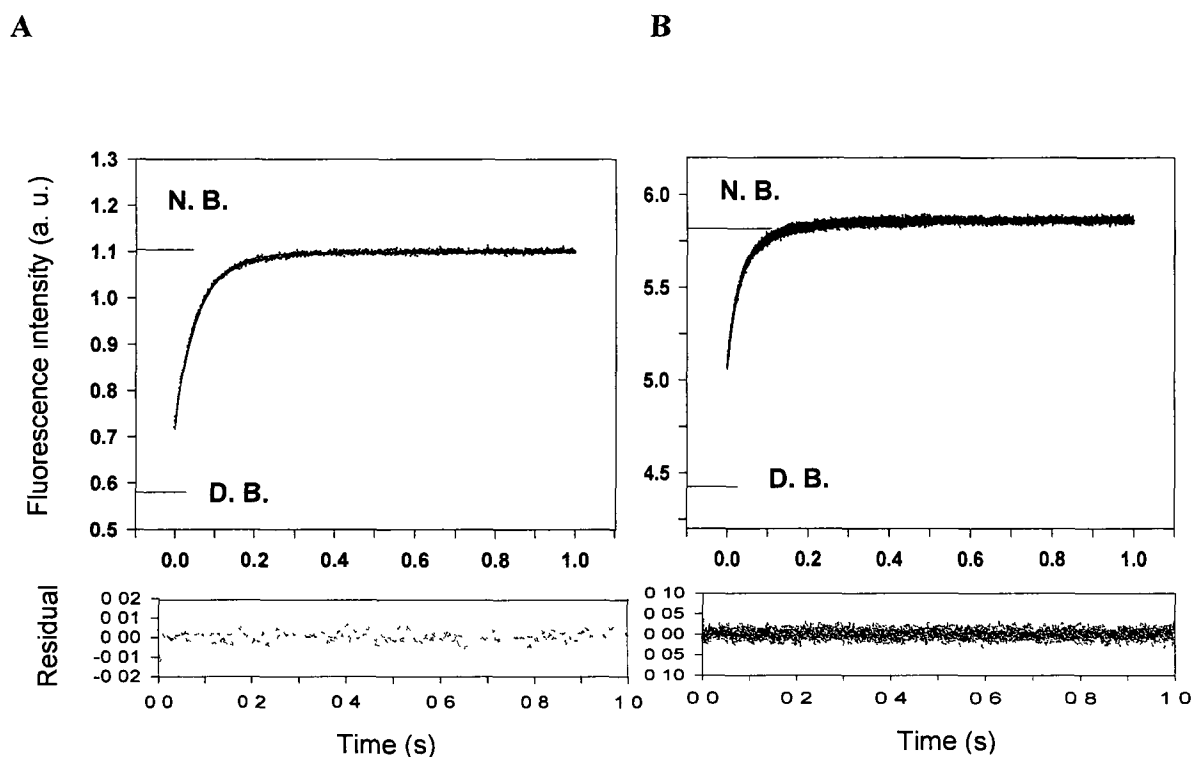 A
B
Fluorescence intensity (a. u.)
1.3
1.2
1.1
1.0
0.9
0.8
0.7
0.6
0.5
N. B.
D. B.
0.0 0.2 0.4 0.6 0.8 1.0
6.0
5.5
5.0
4.5
N. B.
D. B.
0.0 0.2 0.4 0.6 0.8 1.0
Residual
0 02
0 01
0 00
-0 01
-0 02
0 0 0 2 0 4 0 6 0 8 1 0
Time (s)
0 10
0 05
0 00
0 05
0 10
0 0 0 2 0 4 0 6 0 8 1 0
Time (s)